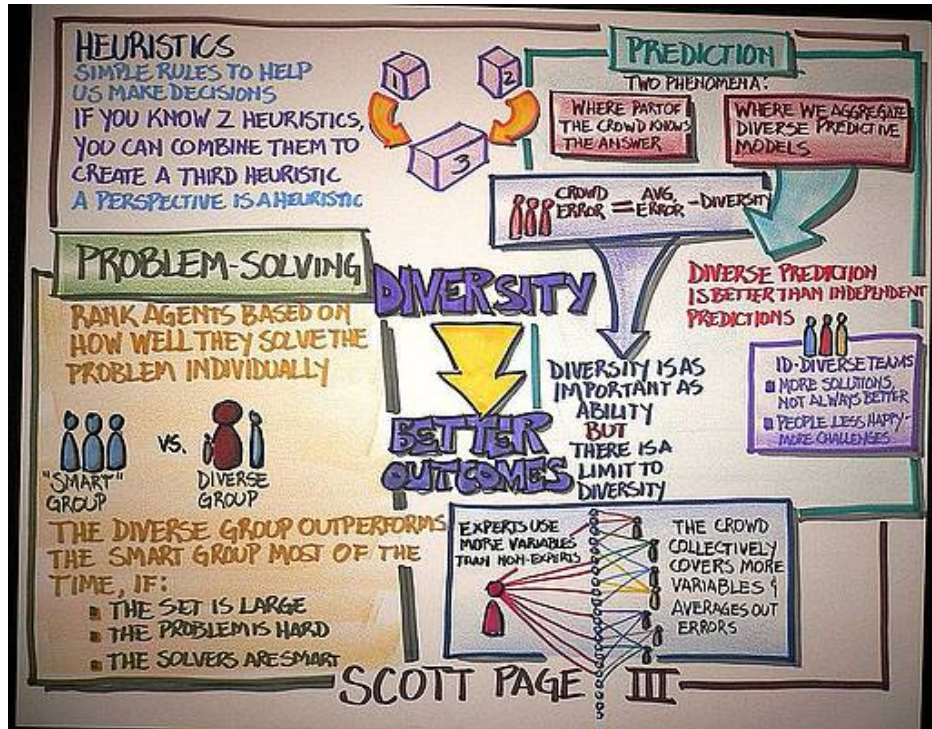 HEURISTICS
SIMPLE RULES TO HELP
US MAKE DECISIONS
IF YOU KNOW 2 HEURISTICS,
YOU CAN COMBINE THEM TO
CREATE A THIRD HEURISTIC
A PERSPECTIVE IS A HEURISTIC
1
2
3
PREDICTION
TWO PHENOMENA:
WHERE PART OF
THE CROWD KNOWS
THE ANSWER
WHERE WE AGGREGATE
DIVERSE PREDICTIVE
MODELS
CROWD
ERROR = AVG. ERROR - DIVERSITY
DIVERSE PREDICTION
IS BETTER THAN INDEPENDENT
PREDICTIONS
ID-DIVERSE TEAMS
MORE SOLUTIONS,
NOT ALWAYS BETTER
PEOPLE LESS HAPPY-
MORE CHALLENGES
PROBLEM-SOLVING
RANK AGENTS BASED ON
HOW WELL THEY SOLVE THE
PROBLEM INDIVIDUALLY
VS.
"SMART"
GROUP
DIVERSE
GROUP
THE DIVERSE GROUP OUTPERFORMS
THE SMART GROUP MOST OF THE
TIME, IF:
THE SET IS LARGE
THE PROBLEM IS HARD
THE SOLVERS ARE SMART
DIVERSITY
BETTER
OUTCOMES
DIVERSITY IS AS
IMPORTANT AS
ABILITY
BUT
THERE IS A
LIMIT TO
DIVERSITY
EXPERTS USE
MORE VARIABLES
THAN NON-EXPERTS
THE CROWD
COLLECTIVELY
COVERS MORE
VARIABLES &
AVERAGES OUT
ERRORS
SCOTT PAGE III